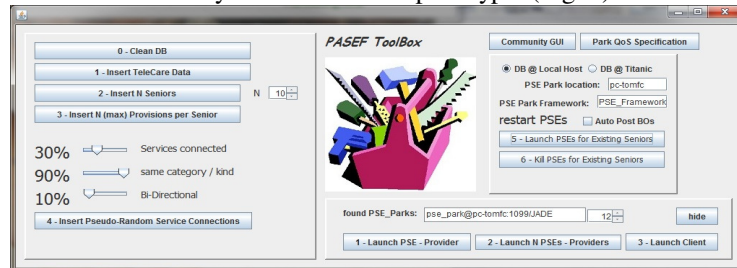 0 - Clean DB
1 - Insert TeleCare Data
2 - Insert N Seniors N 10
3 - Insert N (max) Provisions per Senior
30% Services connected
90% same category / kind
10% Bi-Directional
4 - Insert Pseudo-Random Service Connections
PASEF ToolBox
Community GUI Park QoS Specification
DB @ Local Host DB @ Titanic
PSE Park location: pc-tomfc
PSE Park Framework: PSE_Framework
restart PSEs Auto Post BOs
5 - Launch PSEs for Existing Seniors
6 - Kill PSEs for Existing Seniors
found PSE_Parks: pse_park@pc-tomfc:1099/JADE 12 hide
1 - Launch PSE - Provider 2 - Launch N PSEs - Providers 3 - Launch Client